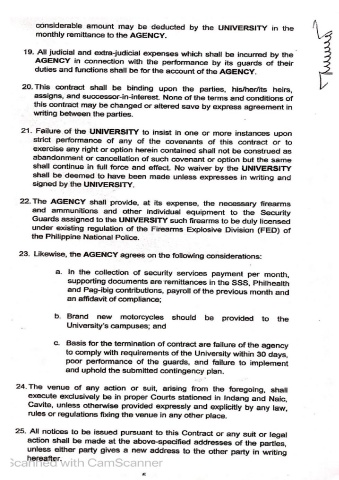 considerable amount may be deducted by the UNIVERSITY in the
monthly remittance to the AGENCY.
19. All judicial and extra-judicial expenses which shall be incurred by the
AGENCY in connection with the performance by its guards of their
duties and functions shall be for the account of the AGENCY.
20. This contract shall be binding upon the parties, his/her/its heirs,
assigns, and successor-in-interest. None of the terms and conditions of
this contract may be changed or altered save by express agreement in
writing between the parties.
21. Failure of the UNIVERSITY to insist in one or more instances upon
strict performance of any of the covenants of this contract or to
exercise any right or option herein contained shall not be construed as
abandonment or cancellation of such covenant or option but the same
shall continue in full force and effect. No waiver by the UNIVERSITY
shall be deemed to have been made unless expresses in writing and
signed by the UNIVERSITY.
22. The AGENCY shall provide, at its expense, the necessary firearms
and ammunitions and other individual equipment to the Security
Guards assigned to the UNIVERSITY such firearms to be duly licensed
under existing regulation of the Firearms Explosive Division (FED) of
the Philippine National Police.
23. Likewise, the AGENCY agrees on the following considerations:
a. In the collection of security services payment per month,
supporting documents are remittances in the SSS, Philhealth
and Pag-ibig contributions, payroll of the previous month and
an affidavit of compliance;
b. Brand new motorcycles should be provided to the
University's campuses; and
c. Basis for the termination of contract are failure of the agency
to comply with requirements of the University within 30 days,
poor performance of the guards, and failure to implement
and uphold the submitted contingency plan.
24. The venue of any action or suit, arising from the foregoing, shall
execute exclusively be in proper Courts stationed in Indang and Naic,
Cavite, unless otherwise provided expressly and explicitly by any law,
rules or regulations fixing the venue in any other place.
25. All notices to be issued pursuant to this Contract or any suit or legal
action shall be made at the above-specified addresses of the parties,
unless either party gives a new address to the other party in writing
hereafter.
Scanned with CamScanner